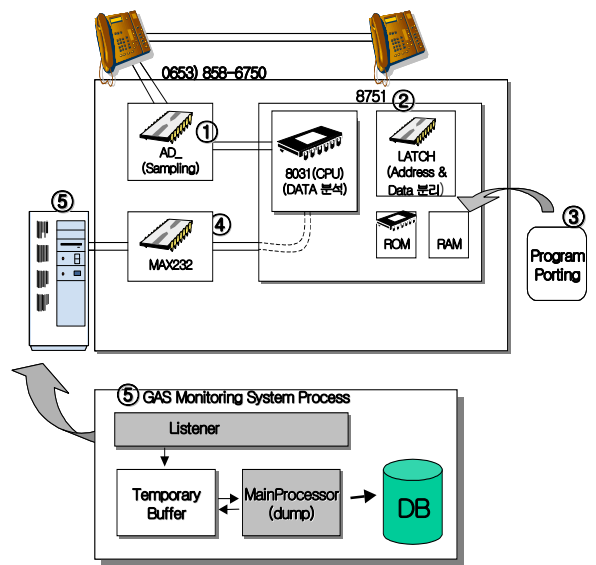 0653) 858-6750
8751 ②
①
AD_
(Sampling)
8031(CPU)
(DATA 분석)
LATCH
(Address &
Data 분리)
③
Program
Porting
ROM
RAM
④
MAX232
⑤
⑤ GAS Monitoring System Process
Listener
Temporary
Buffer
MainProcessor
(dump)
DB